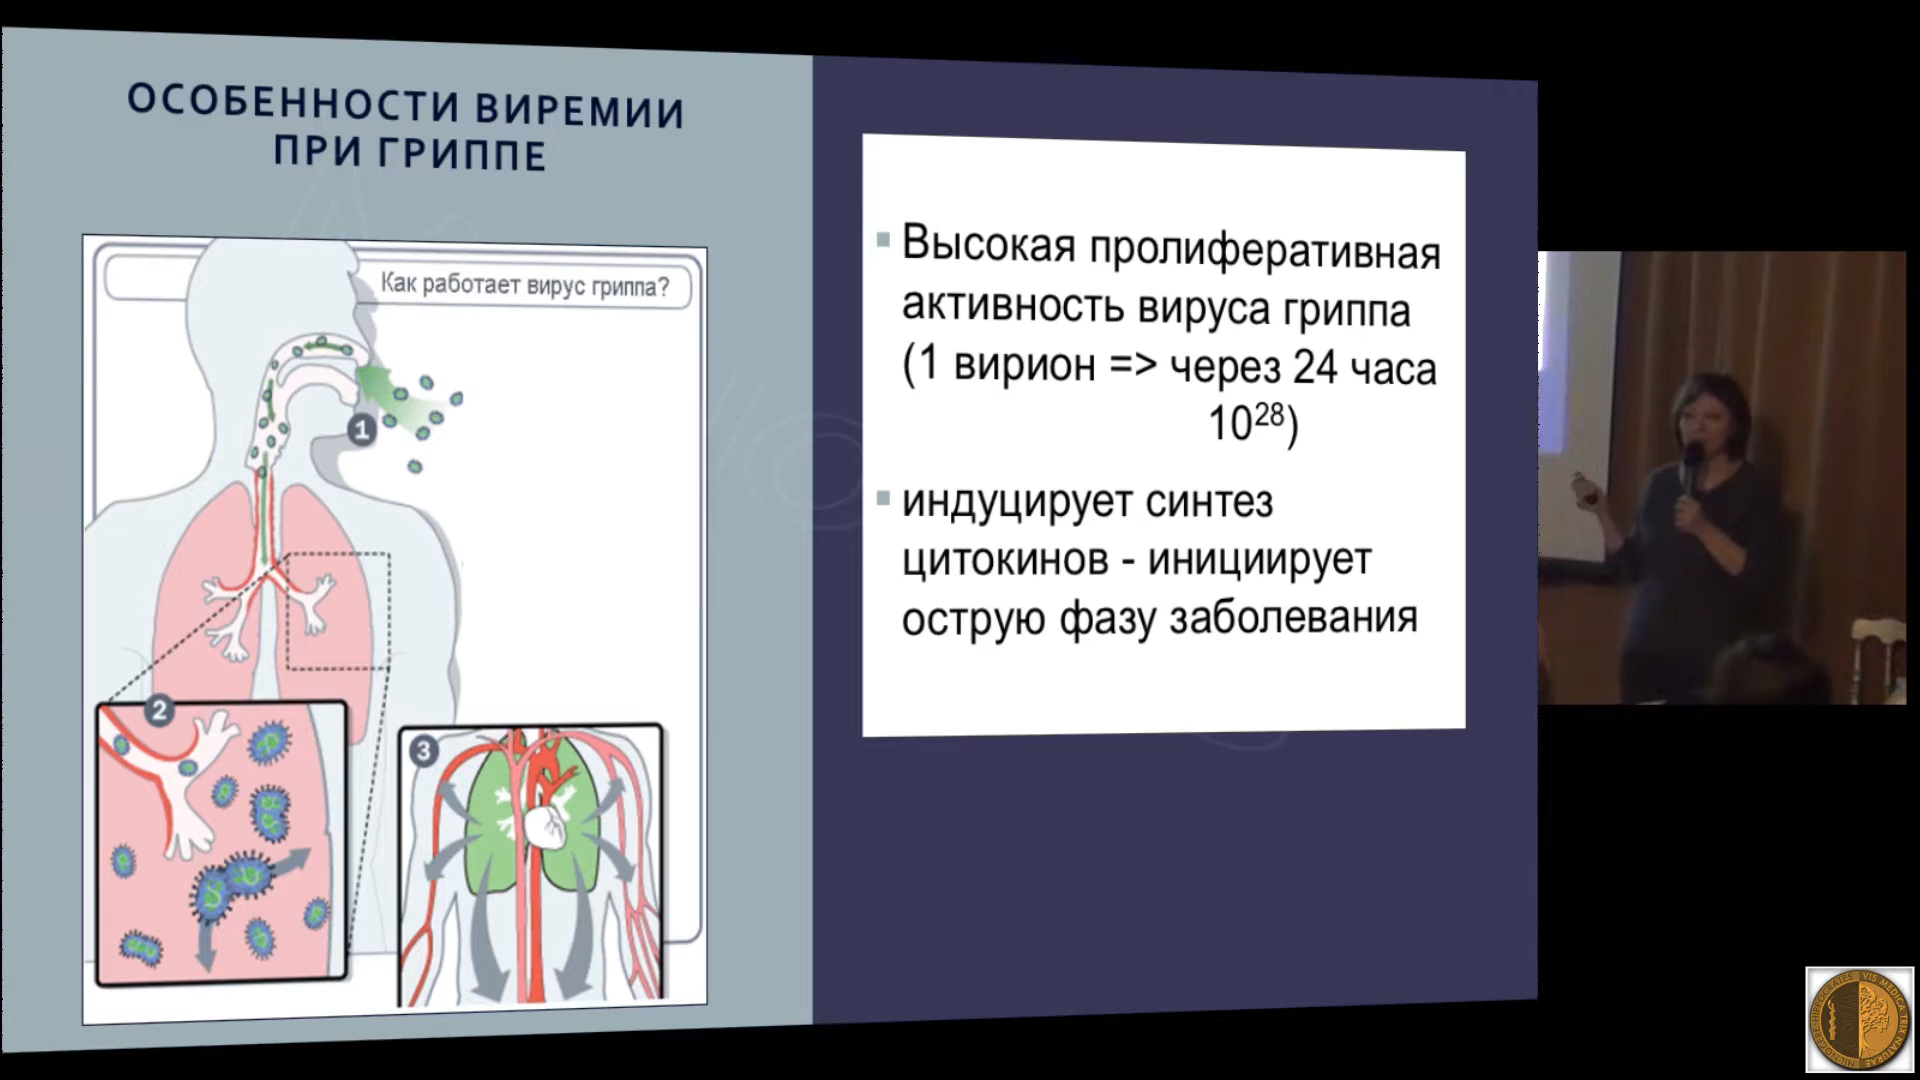 ОСОБЕННОСТИ ВИРЕМИИ
ПРИ ГРИППЕ
Как работает вирус гриппа?
1
2
3
Высокая пролиферативная
активность вируса гриппа
(1 вирион => через 24 часа
10²⁸)
индуцирует синтез
цитокинов - инициирует
острую фазу заболевания